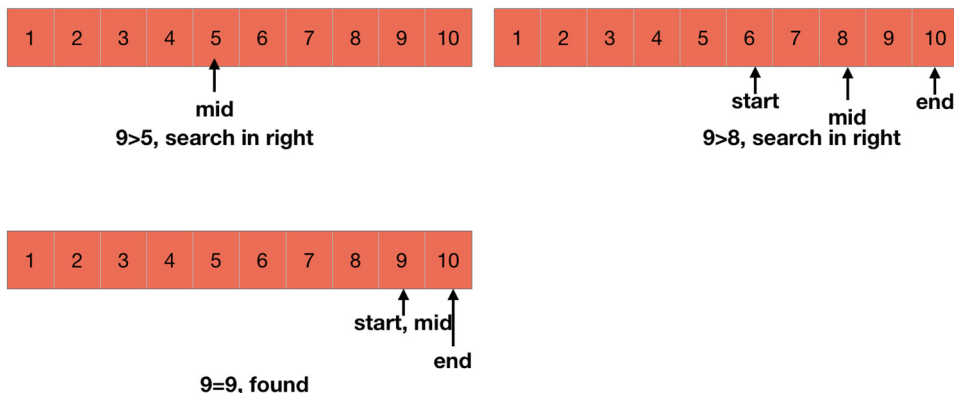 1 2 3 4 5 6 7 8 9 10
mid
9>5, search in right
1 2 3 4 5 6 7 8 9 10
start
end
mid
9>8, search in right
1 2 3 4 5 6 7 8 9 10
start, mid
end
9=9, found